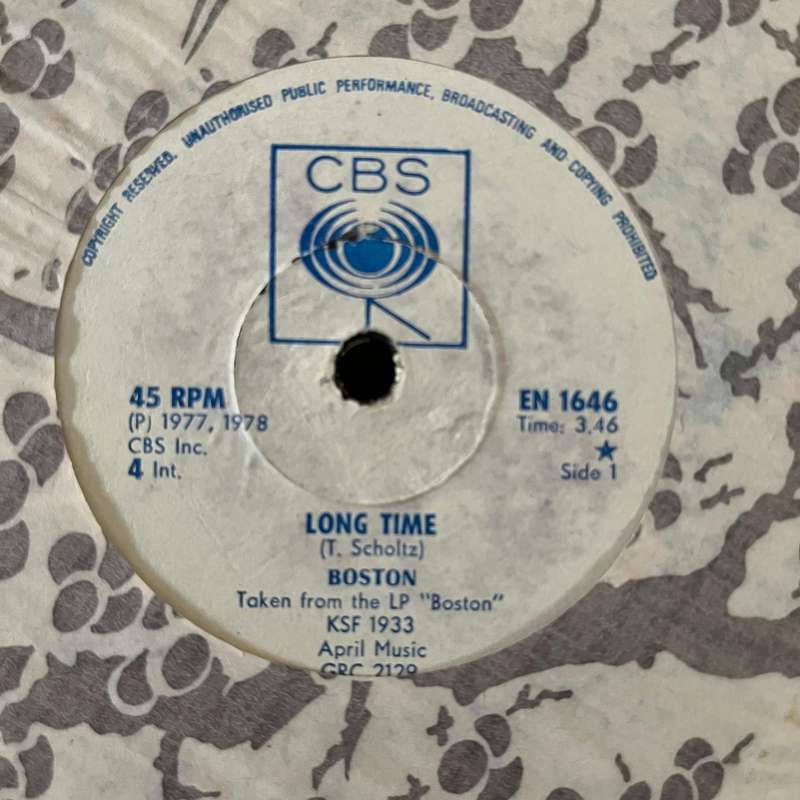 COPYRIGHT RESERVED. UNAUTHORISED PUBLIC PERFORMANCE, BROADCASTING AND COPYING PROHIBITED
CBS
45 RPM
(P) 1977, 1978
CBS Inc.
4 Int.
EN 1646
Time: 3.46
Side 1
LONG TIME
(T. Scholtz)
BOSTON
Taken from the LP "Boston"
KSF 1933
April Music
GRC 2129